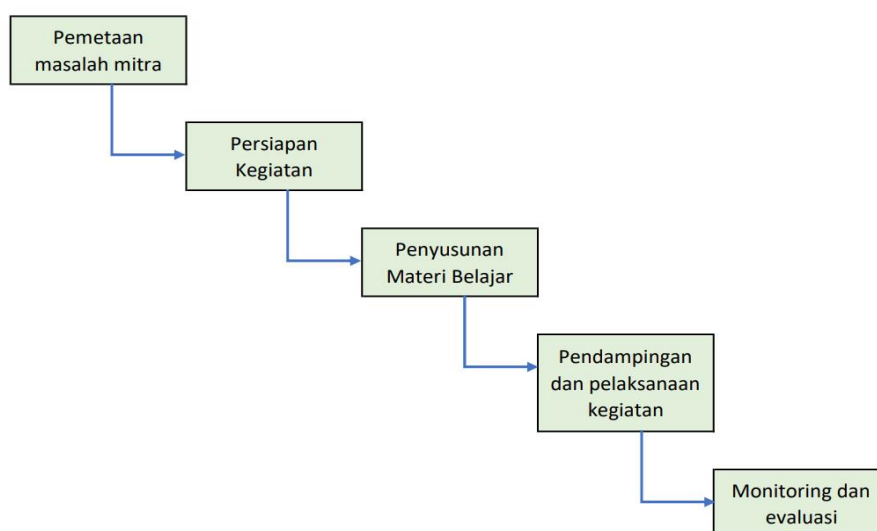 Pemetaan
masalah mitra
Persiapan
Kegiatan
Penyusunan
Materi Belajar
Pendampingan
dan pelaksanaan
kegiatan
Monitoring dan
evaluasi